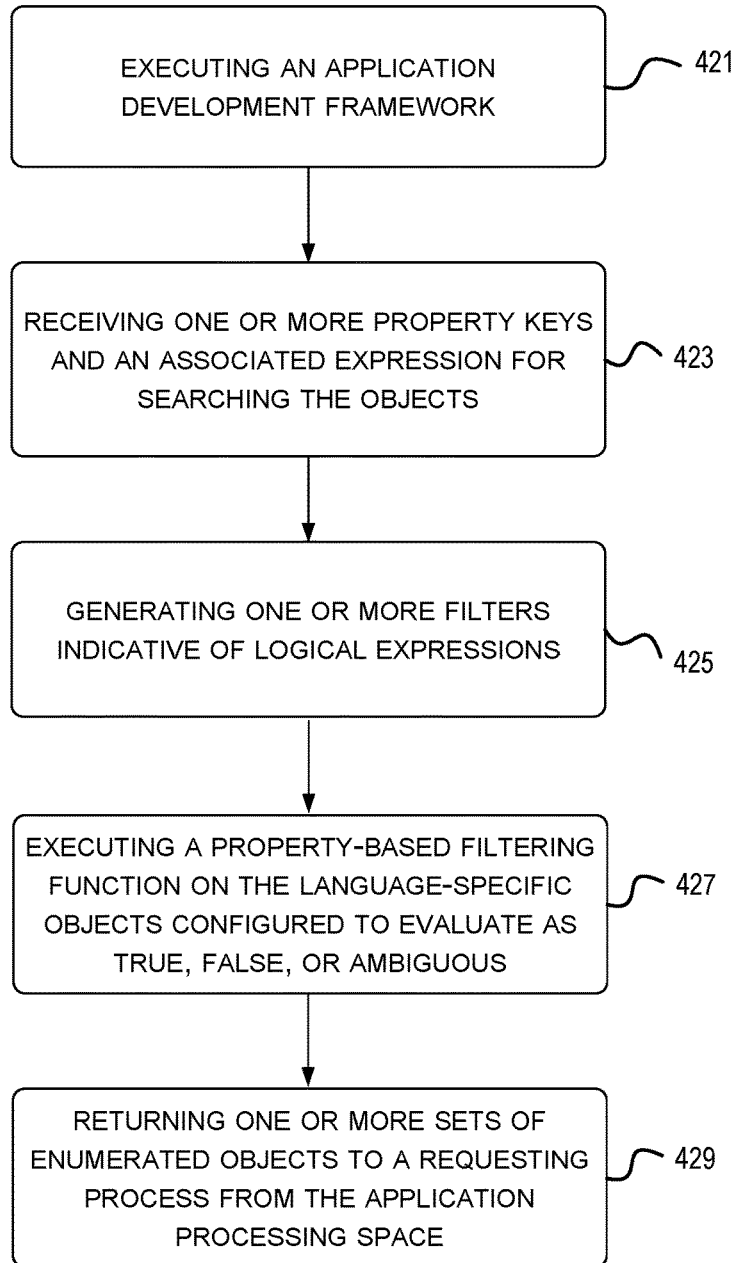 EXECUTING AN APPLICATION
DEVELOPMENT FRAMEWORK
421
RECEIVING ONE OR MORE PROPERTY KEYS
AND AN ASSOCIATED EXPRESSION FOR
SEARCHING THE OBJECTS
423
GENERATING ONE OR MORE FILTERS
INDICATIVE OF LOGICAL EXPRESSIONS
425
EXECUTING A PROPERTY-BASED FILTERING
FUNCTION ON THE LANGUAGE-SPECIFIC
OBJECTS CONFIGURED TO EVALUATE AS
TRUE, FALSE, OR AMBIGUOUS
427
RETURNING ONE OR MORE SETS OF
ENUMERATED OBJECTS TO A REQUESTING
PROCESS FROM THE APPLICATION
PROCESSING SPACE
429